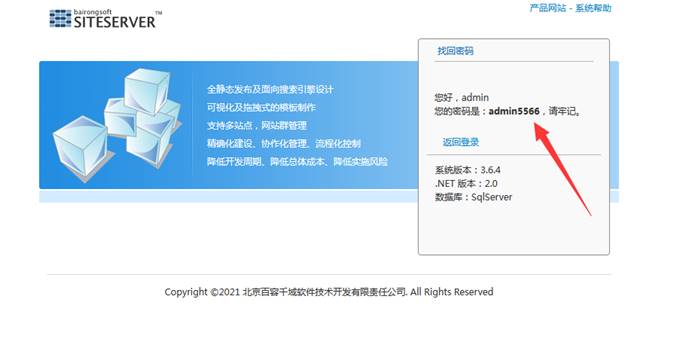 bairongsoft
SITESERVER™
产品网站 - 系统帮助
找回密码
全静态发布及面向搜索引擎设计
可视化及拖拽式的模板制作
支持多站点，网站群管理
精确化建设、协作化管理、流程化控制
降低开发周期、降低总体成本、降低实施风险
您好，admin
您的密码是：admin5566，请牢记。
返回登录
系统版本：3.6.4
.NET 版本：2.0
数据库：SqlServer
Copyright ©2021 北京百容千域软件技术开发有限责任公司. All Rights Reserved